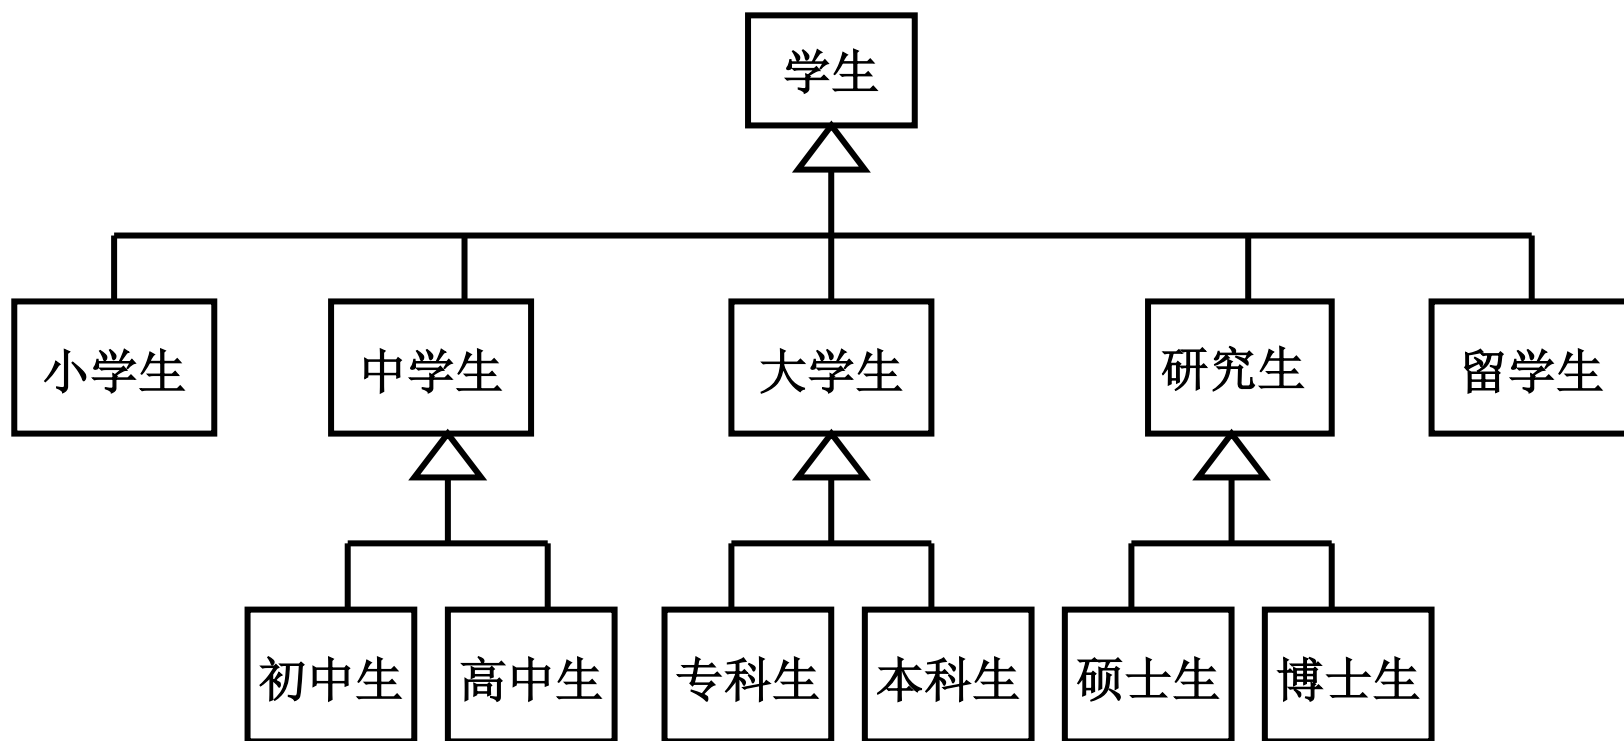 学生
小学生
中学生
大学生
研究生
留学生
初中生
高中生
专科生
本科生
硕士生
博士生